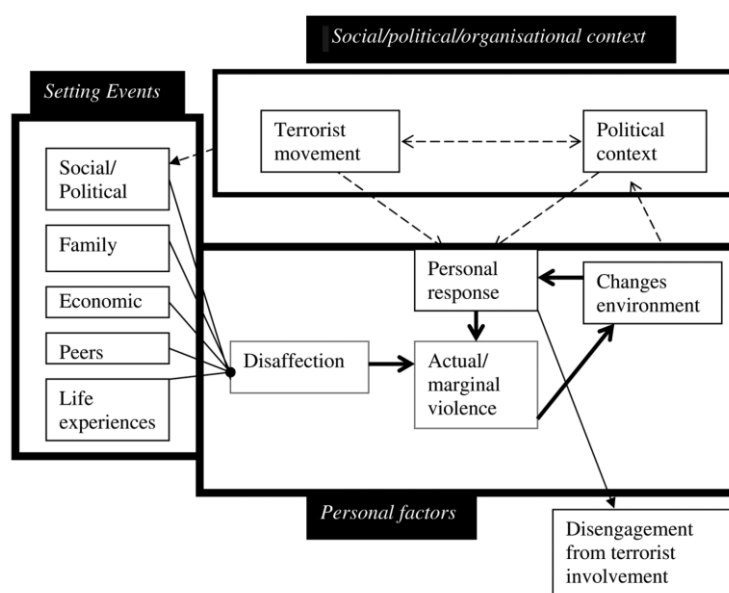 Social/political/organisational context
Setting Events
Terrorist
movement
Political
context
Social/
Political
Family
Economic
Peers
Life
experiences
Disaffection
Personal
response
Actual/
marginal
violence
Changes
environment
Personal factors
Disengagement
from terrorist
involvement